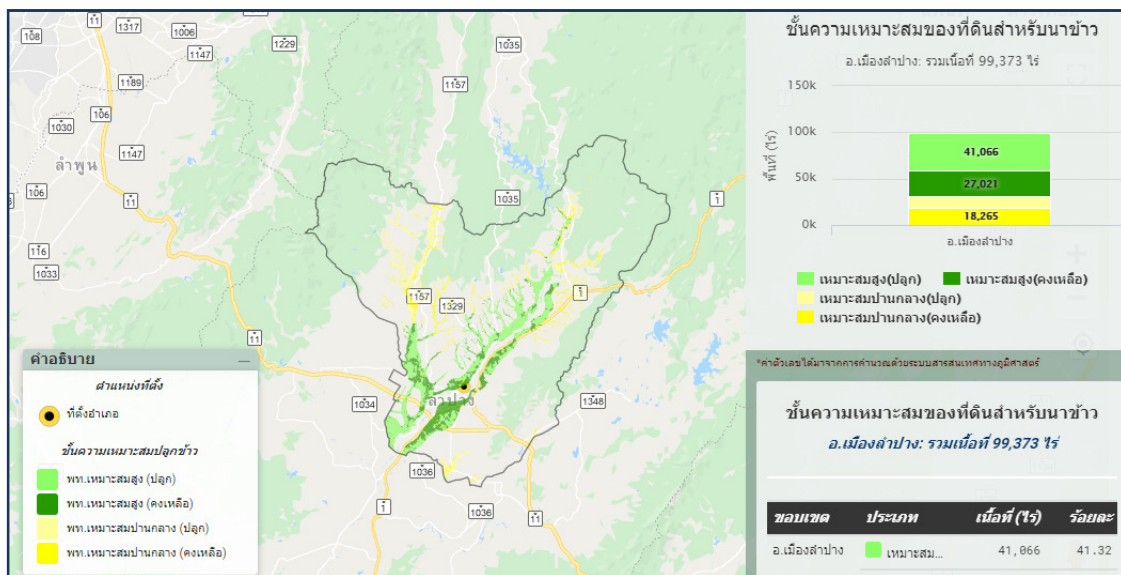 11
1317
1006
108
1147
1229
1035
1157
1189
106
1030
1147
ลำพูน
106
11
1035
1
116
1033
1157
1329
1
11
1034
ลำปาง
1348
1036
1
1036
11
คำอธิบาย
ตำแหน่งที่ตั้ง
ที่ตั้งอำเภอ
ชั้นความเหมาะสมปลูกข้าว
พท.เหมาะสมสูง (ปลูก)
พท.เหมาะสมสูง (คงเหลือ)
พท.เหมาะสมปานกลาง (ปลูก)
พท.เหมาะสมปานกลาง (คงเหลือ)
ชั้นความเหมาะสมของที่ดินสำหรับนาข้าว
อ.เมืองลำปาง: รวมเนื้อที่ 99,373 ไร่
150k
100k
50k
0k
พื้นที่ (ไร่)
41,066
27,021
18,265
อ.เมืองลำปาง
เหมาะสมสูง(ปลูก) เหมาะสมสูง(คงเหลือ)
เหมาะสมปานกลาง(ปลูก)
เหมาะสมปานกลาง(คงเหลือ)
*ค่าตัวเลขได้มาจากการคำนวณด้วยระบบสารสนเทศทางภูมิศาสตร์
ชั้นความเหมาะสมของที่ดินสำหรับนาข้าว
อ.เมืองลำปาง: รวมเนื้อที่ 99,373 ไร่
ขอบเขต ประเภท เนื้อที่ (ไร่) ร้อยละ
อ.เมืองลำปาง เหมาะสม... 41,066 41.32